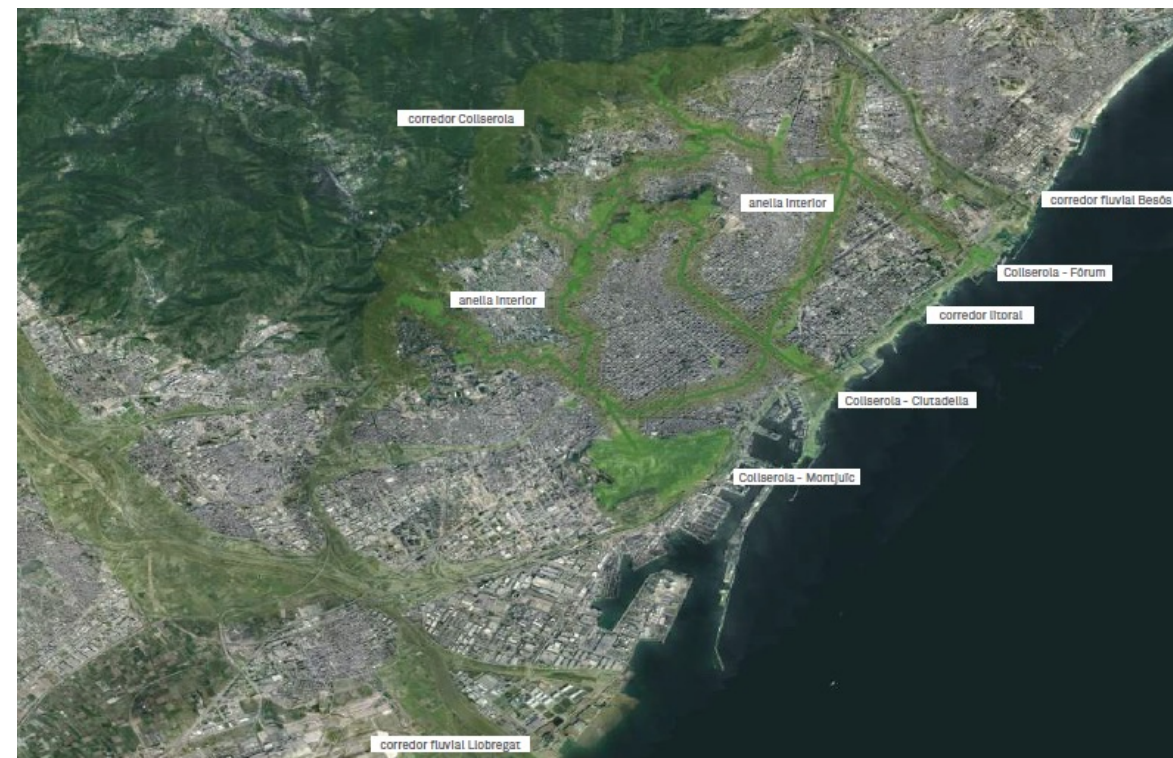 corredor Collserola
anella interior
corredor fluvial Besòs
Collserola - Fòrum
anella interior
corredor litoral
Collserola - Ciutadella
Collserola - Montjuïc
corredor fluvial Llobregat